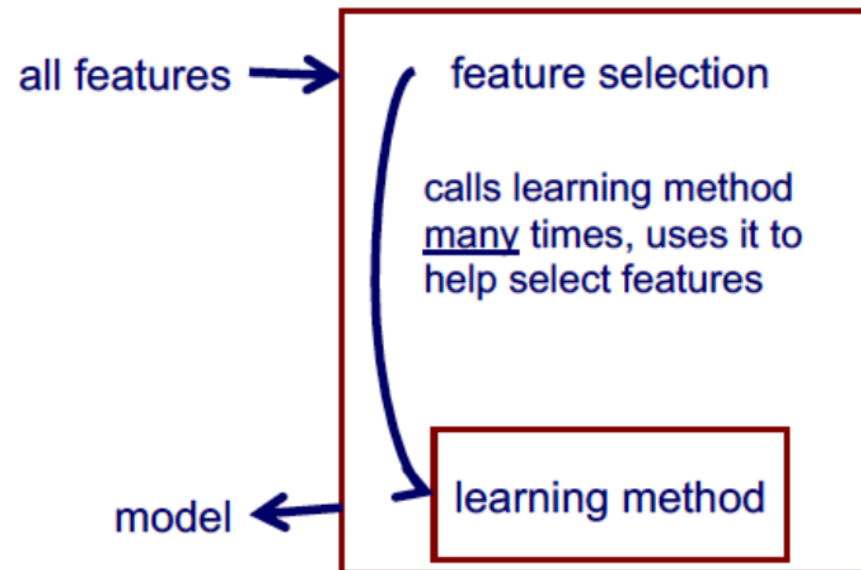 all features
feature selection
calls learning method
many times, uses it to
help select features
learning method
model